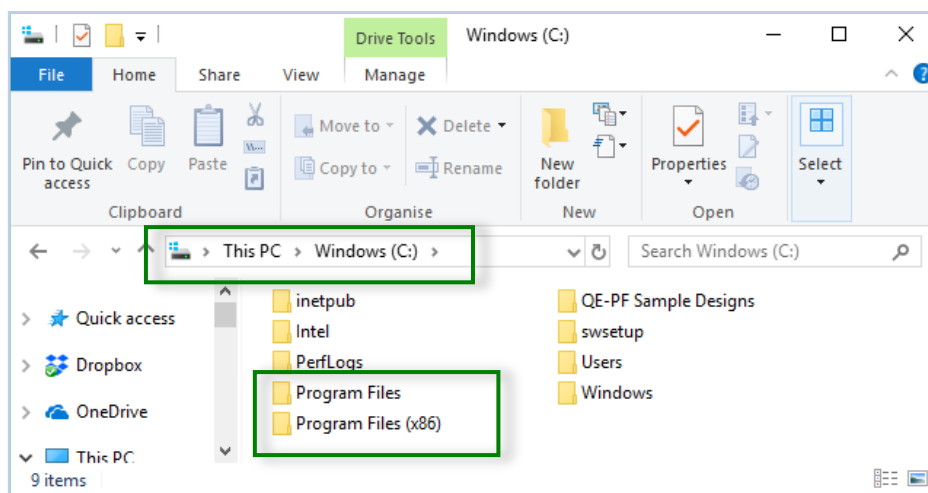 Drive Tools Windows (C:)
File Home Share View Manage
Pin to Quick access
Copy
Paste
Move to
Copy to
Delete
Rename
New folder
Properties
Select
Clipboard Organise New Open
This PC > Windows (C:) >
Search Windows (C:)
Quick access
Dropbox
OneDrive
This PC
inetpub
Intel
PerfLogs
Program Files
Program Files (x86)
QE-PF Sample Designs
swsetup
Users
Windows
9 items